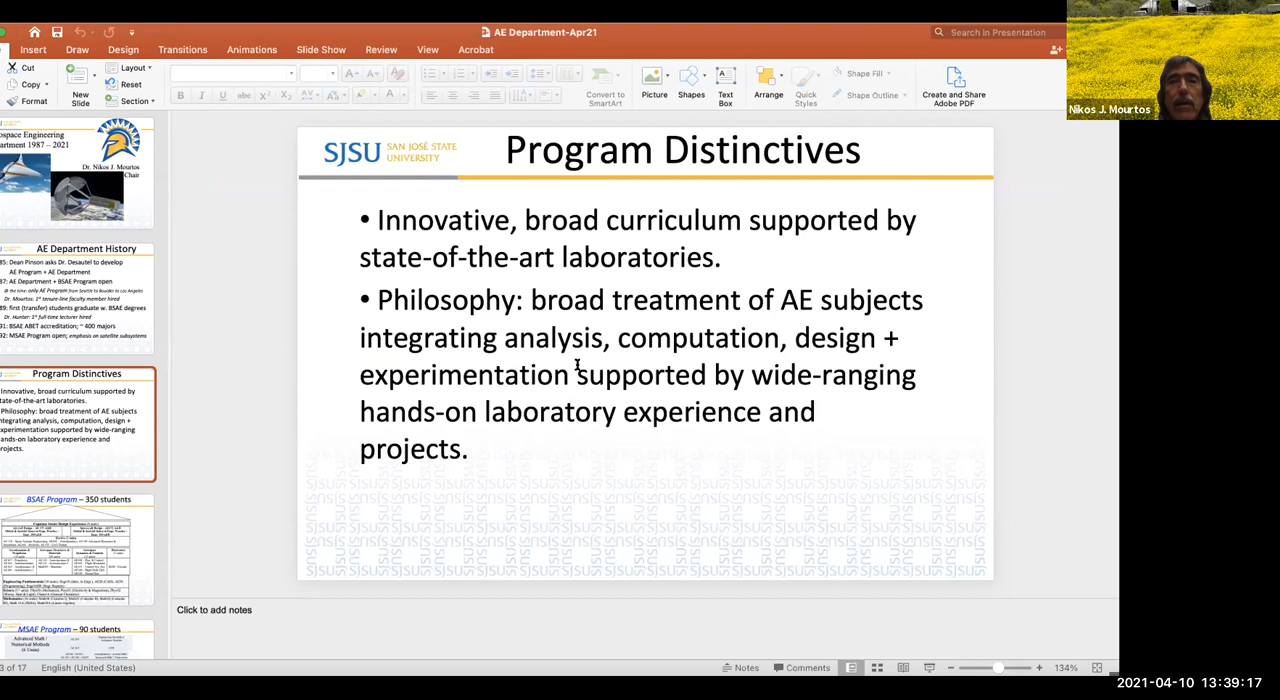 AE Department-Apr21
Search in Presentation
Insert Draw Design Transitions Animations Slide Show Review View Acrobat
Cut
Copy
Format
New
Slide
Layout
Reset
Section
Convert to
SmartArt
Picture
Shapes
Text
Box
Arrange
Quick
Styles
Shape Fill
Shape Outline
Create and Share
Adobe PDF
Nikos J. Mourtos
ospace Engineering
artment 1987 – 2021
Dr. Nikos J. Mourtos
Chair
AE Department History
85: Dean Pinson asks Dr. Desautel to develop
AE Program + AE Department
87: AE Department + BSAE Program open
@ the time: only AE Program from Seattle to Boulder to Los Angeles
Dr. Mourtos: 1st tenure-line faculty member hired
89: first (transfer) students graduate w. BSAE degrees
Dr. Hunter: 1st full-time lecturer hired
91: BSAE ABET accreditation; ~ 400 majors
92: MSAE Program open; emphasis on satellite subsystems
Program Distinctives
Innovative, broad curriculum supported by
tate-of-the-art laboratories.
Philosophy: broad treatment of AE subjects
ntegrating analysis, computation, design +
xperimentation supported by wide-ranging
ands-on laboratory experience and
rojects.
BSAE Program – 350 students
MSAE Program – 90 students
Advanced Math /
Numerical Methods
(6 Units)
SJSU SAN JOSÉ STATE
UNIVERSITY
Program Distinctives
• Innovative, broad curriculum supported by
state-of-the-art laboratories.
• Philosophy: broad treatment of AE subjects
integrating analysis, computation, design +
experimentation supported by wide-ranging
hands-on laboratory experience and
projects.
Click to add notes
3 of 17 English (United States)
Notes Comments 134%
2021-04-10 13:39:17